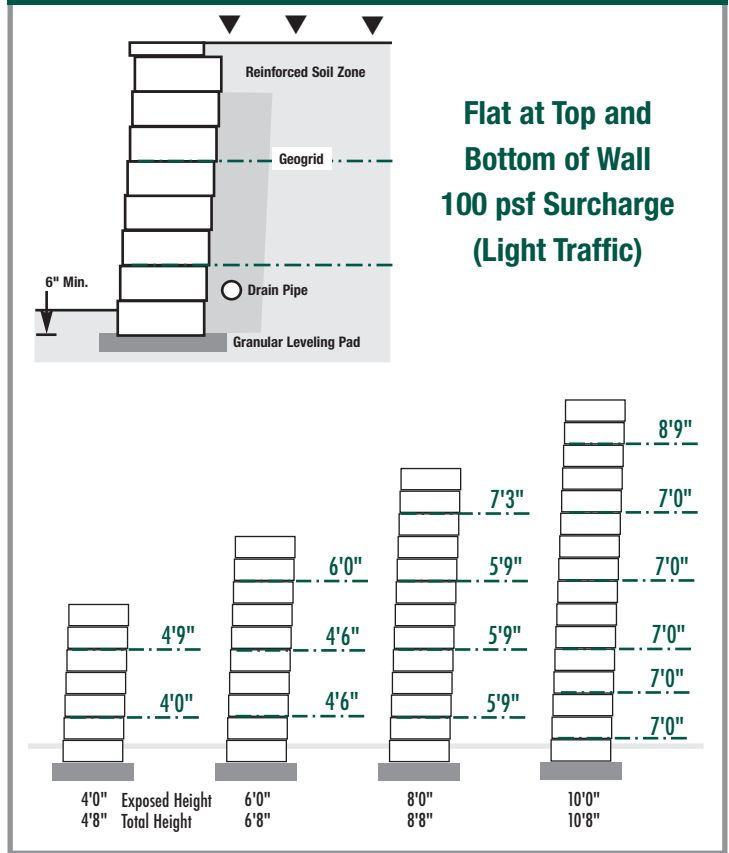 Reinforced Soil Zone
Geogrid
6" Min.
Drain Pipe
Granular Leveling Pad
Flat at Top and
Bottom of Wall
100 psf Surcharge
(Light Traffic)
4'9"
4'0"
6'0"
4'6"
4'6"
7'3"
5'9"
5'9"
5'9"
8'9"
7'0"
7'0"
7'0"
7'0"
7'0"
4'0" Exposed Height 6'0" 8'0" 10'0"
4'8" Total Height 6'8" 8'8" 10'8"